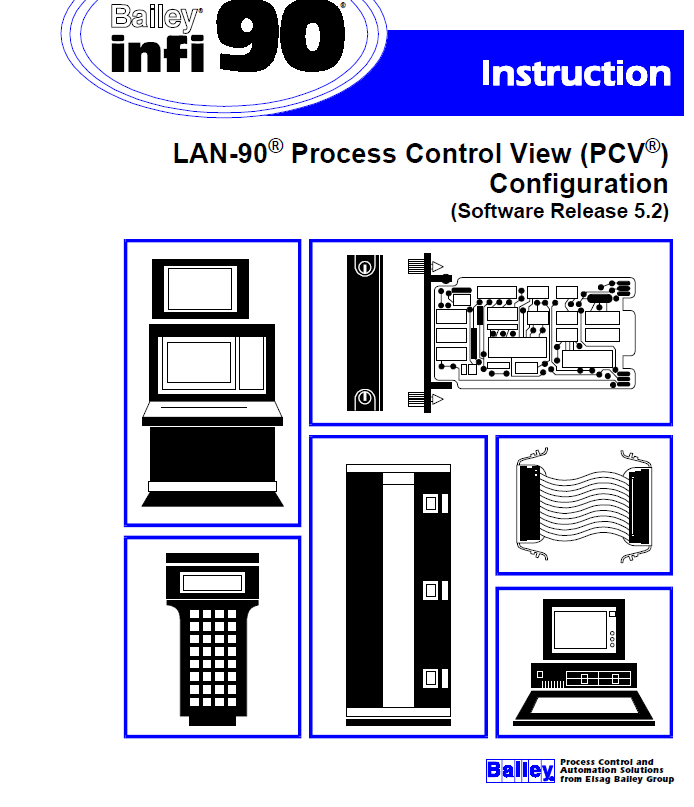 Bailey®
infi 90®
Instruction
LAN-90® Process Control View (PCV®)
Configuration
(Software Release 5.2)
Bailey®
Process Control and
Automation Solutions
from Elsag Bailey Group